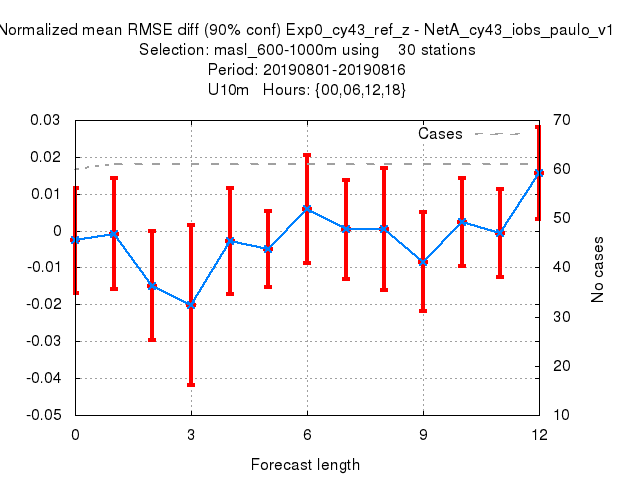 Normalized mean RMSE diff (90% conf) Exp0_cy43_ref_z - NetA_cy43_iobs_paulo_v1
Selection: masl_600-1000m using    30 stations
Period: 20190801-20190816
U10m   Hours: {00,06,12,18}
0.03
0.02
0.01
0
-0.01
-0.02
-0.03
-0.04
-0.05
Cases
70
60
50
40
30
20
10
No cases
0 3 6 9 12
Forecast length